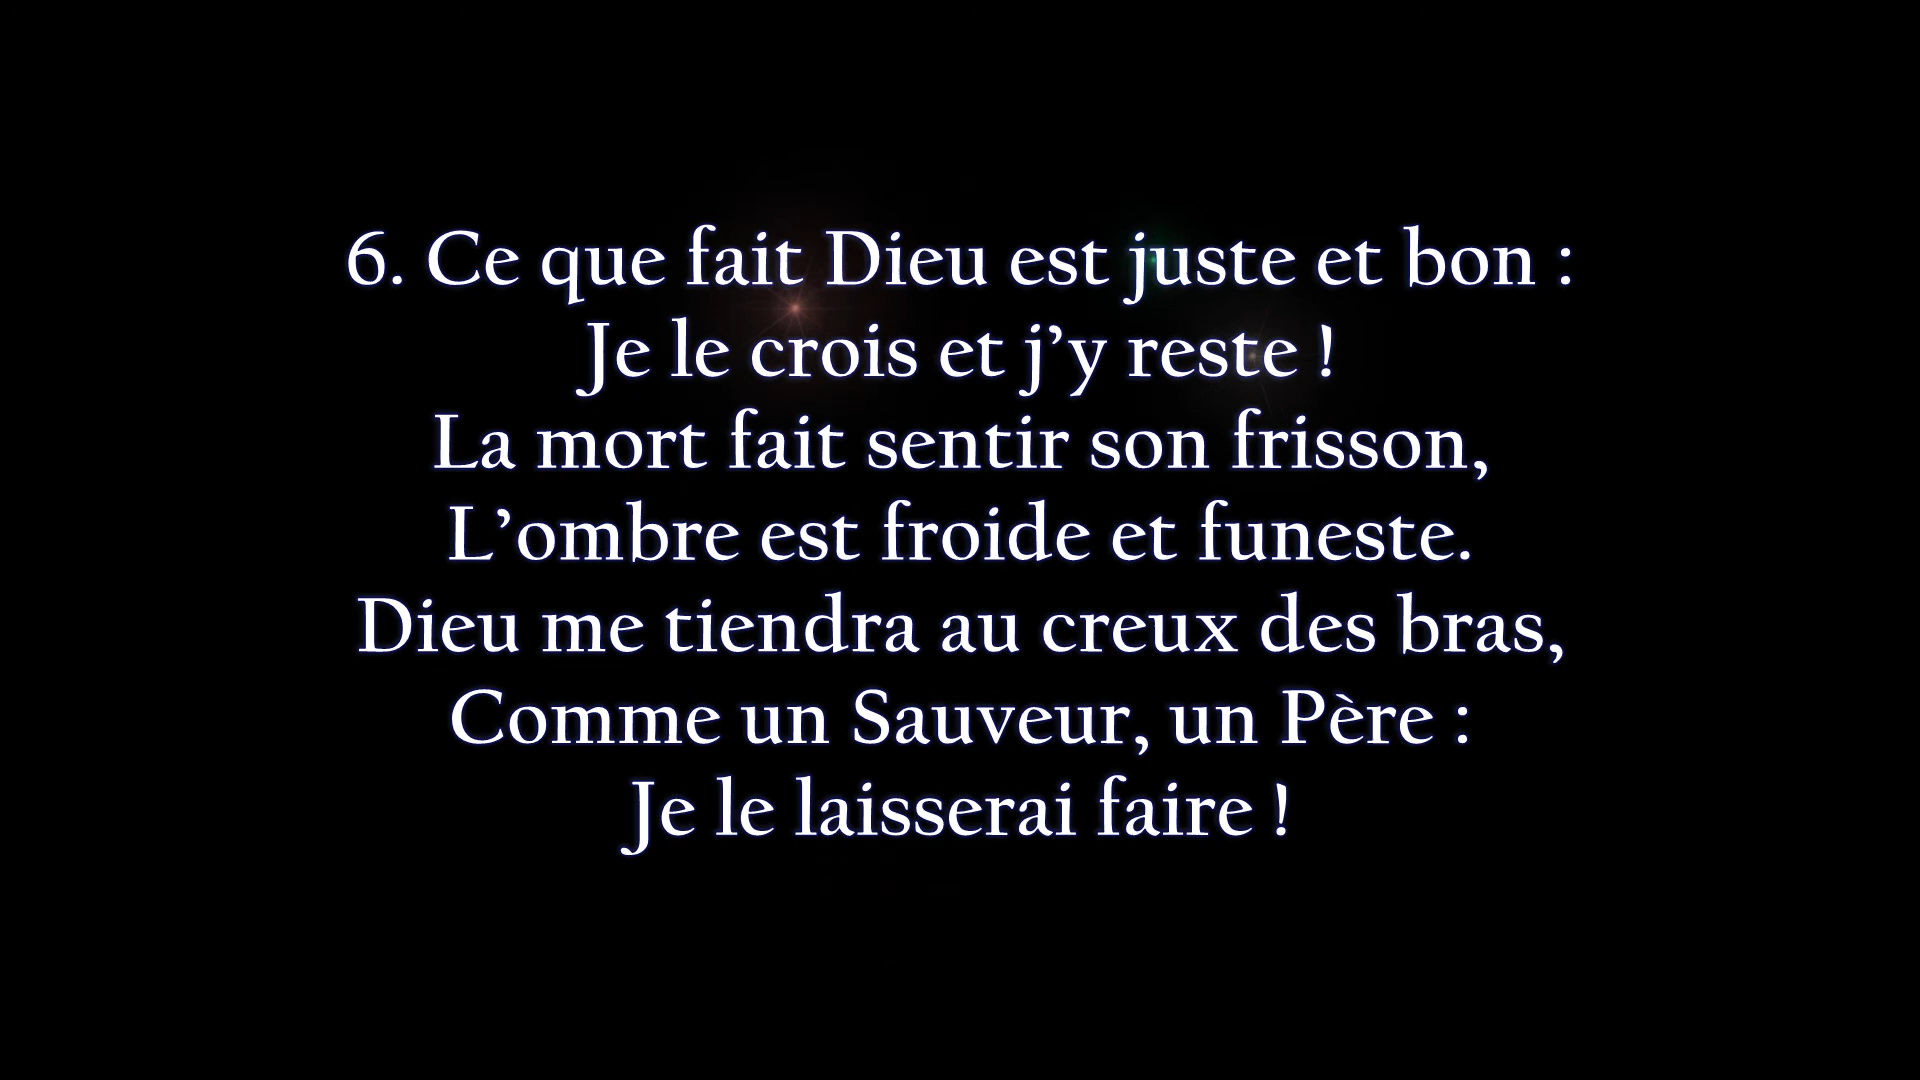 6. Ce que fait Dieu est juste et bon :
Je le crois et j’y reste !
La mort fait sentir son frisson,
L’ombre est froide et funeste.
Dieu me tiendra au creux des bras,
Comme un Sauveur, un Père :
Je le laisserai faire !